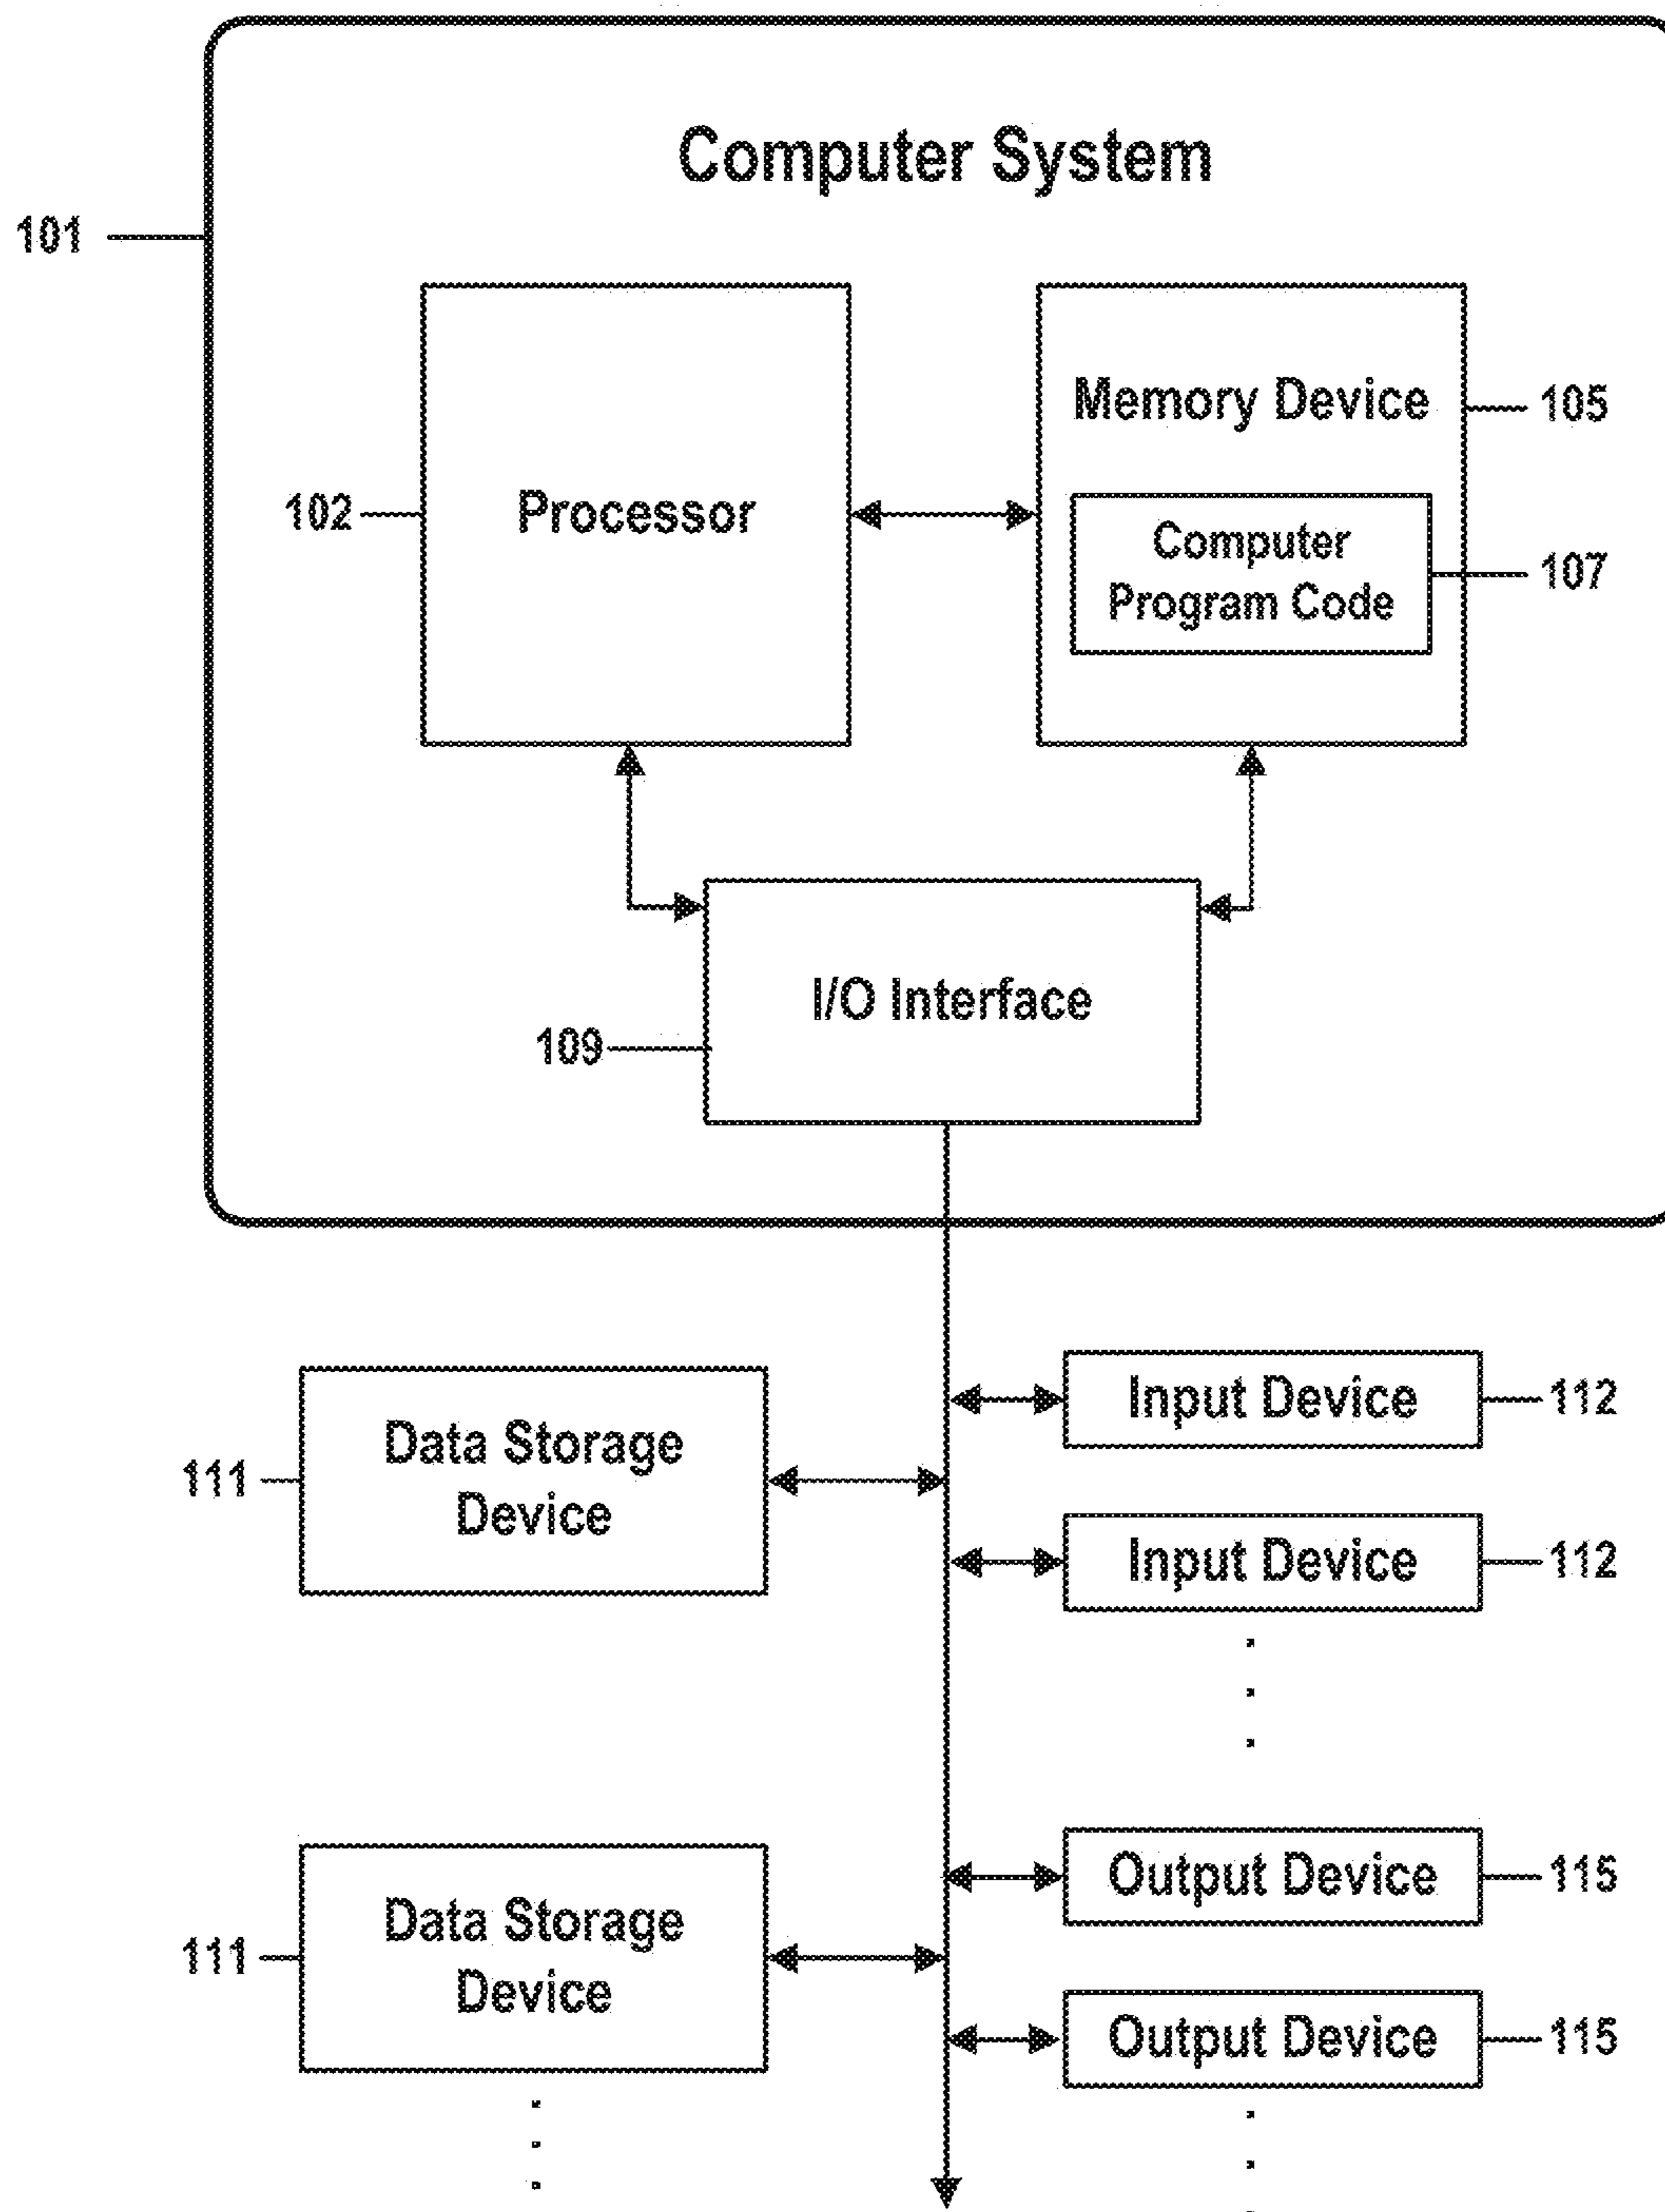 Computer System
101
Processor
102
Memory Device
105
Computer
Program Code
107
I/O Interface
109
Input Device
112
Data Storage
Device
111
Input Device
112
Output Device
115
Data Storage
Device
111
Output Device
115